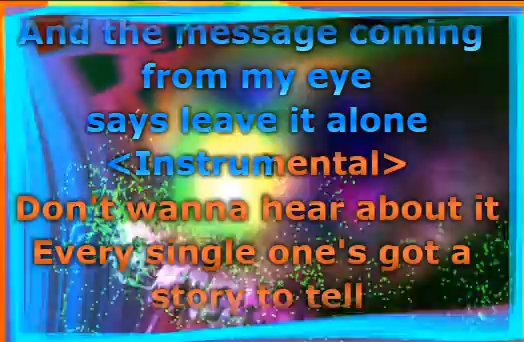 And the message coming
from my eye
says leave it alone
<Instrumental>
Don't wanna hear about it
Every single one's got a
story to tell